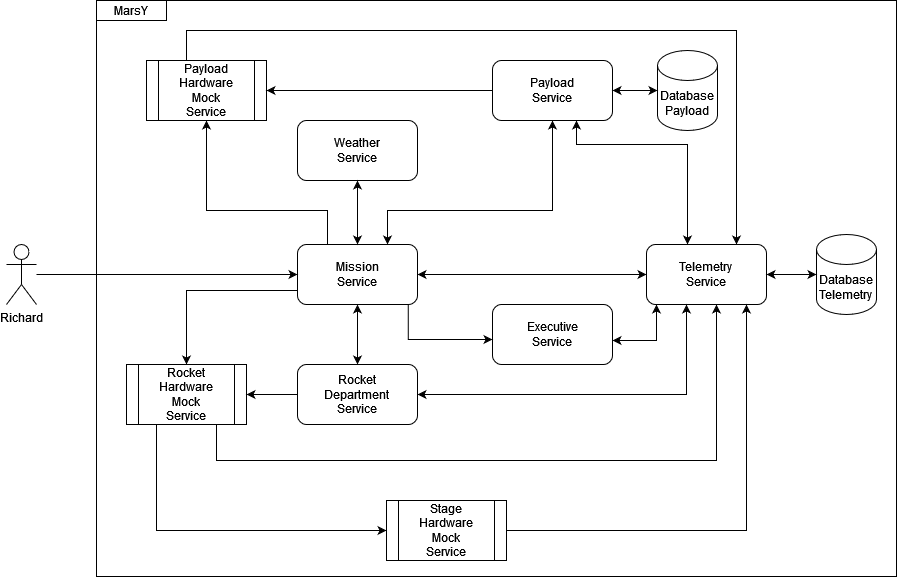 MarsY
Payload
Hardware
Mock
Service
Payload
Service
Database
Payload
Weather
Service
Mission
Service
Telemetry
Service
Database
Telemetry
Richard
Executive
Service
Rocket
Hardware
Mock
Service
Rocket
Department
Service
Stage
Hardware
Mock
Service